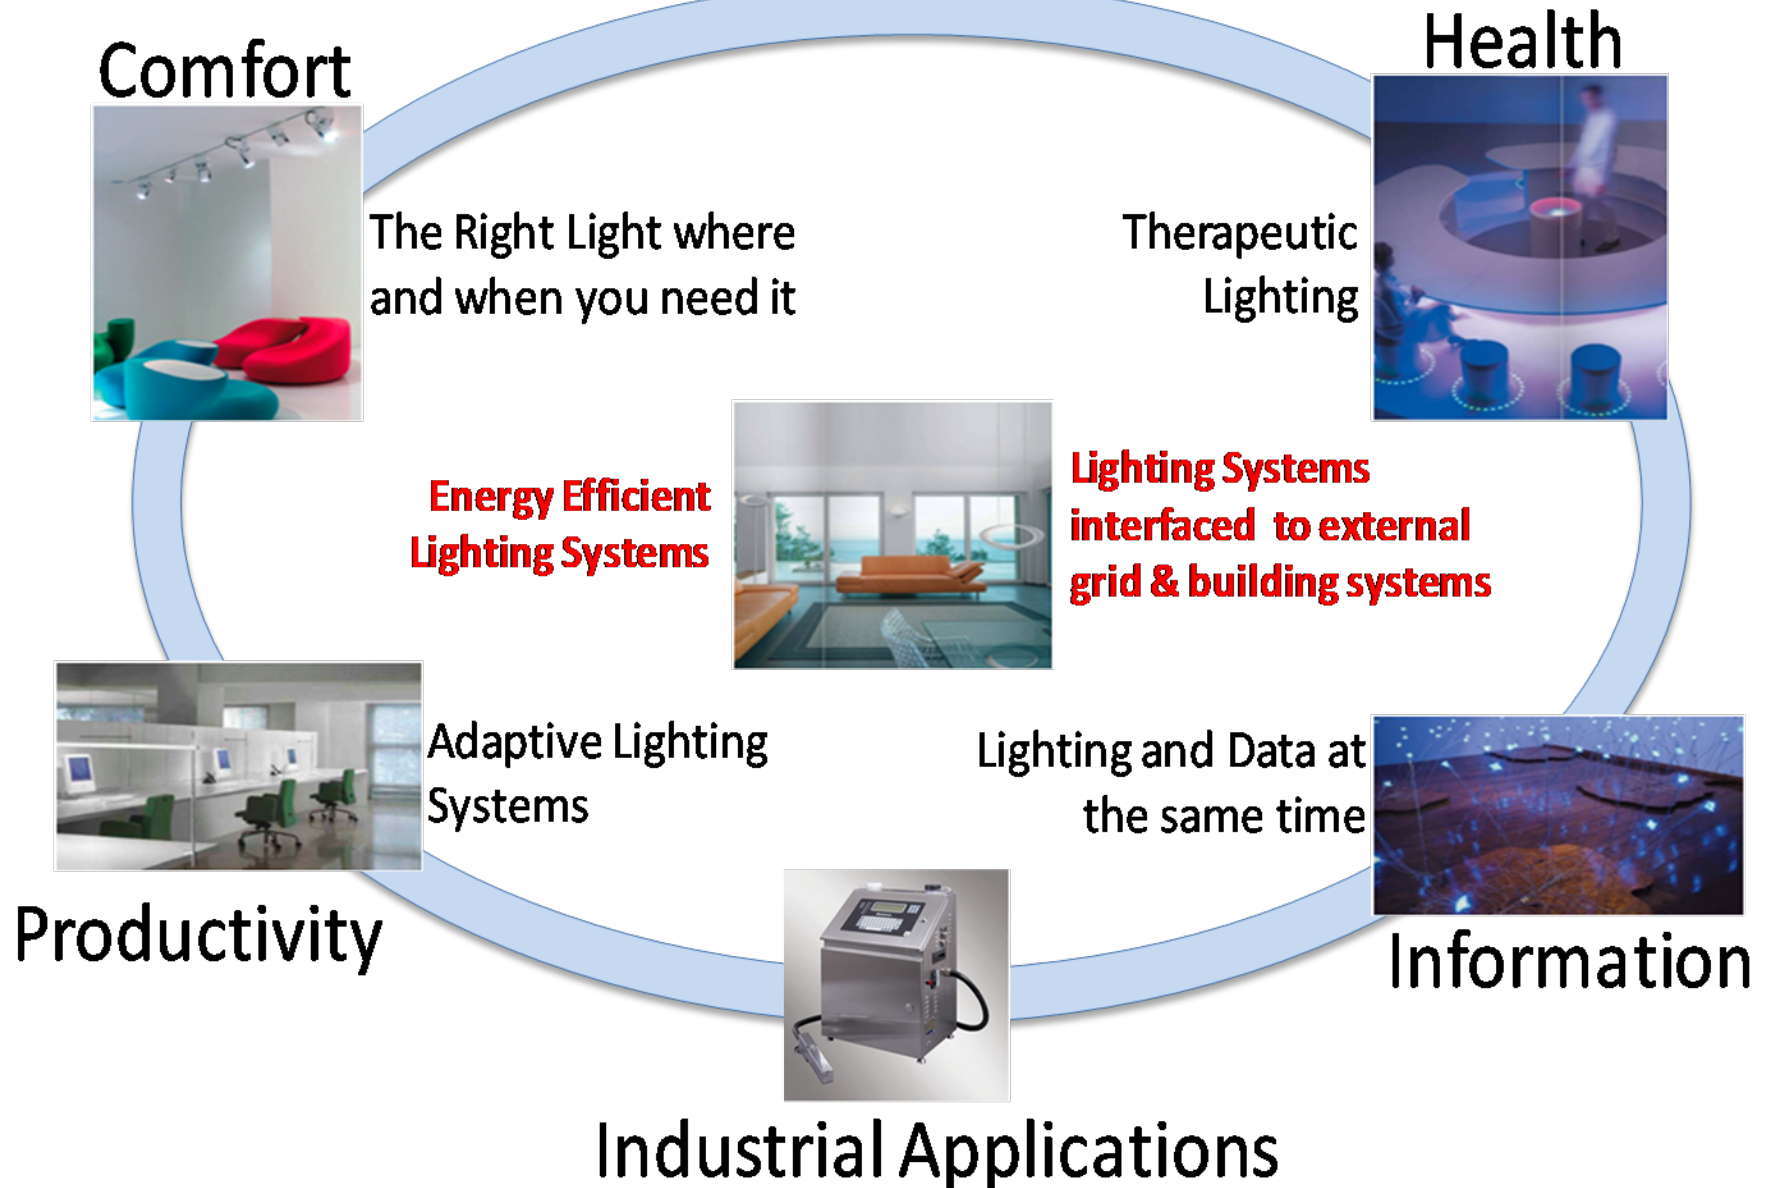 Comfort
Health
The Right Light where
and when you need it
Therapeutic
Lighting
Energy Efficient
Lighting Systems
Lighting Systems
interfaced to external
grid & building systems
Adaptive Lighting
Systems
Lighting and Data at
the same time
Productivity
Information
Industrial Applications